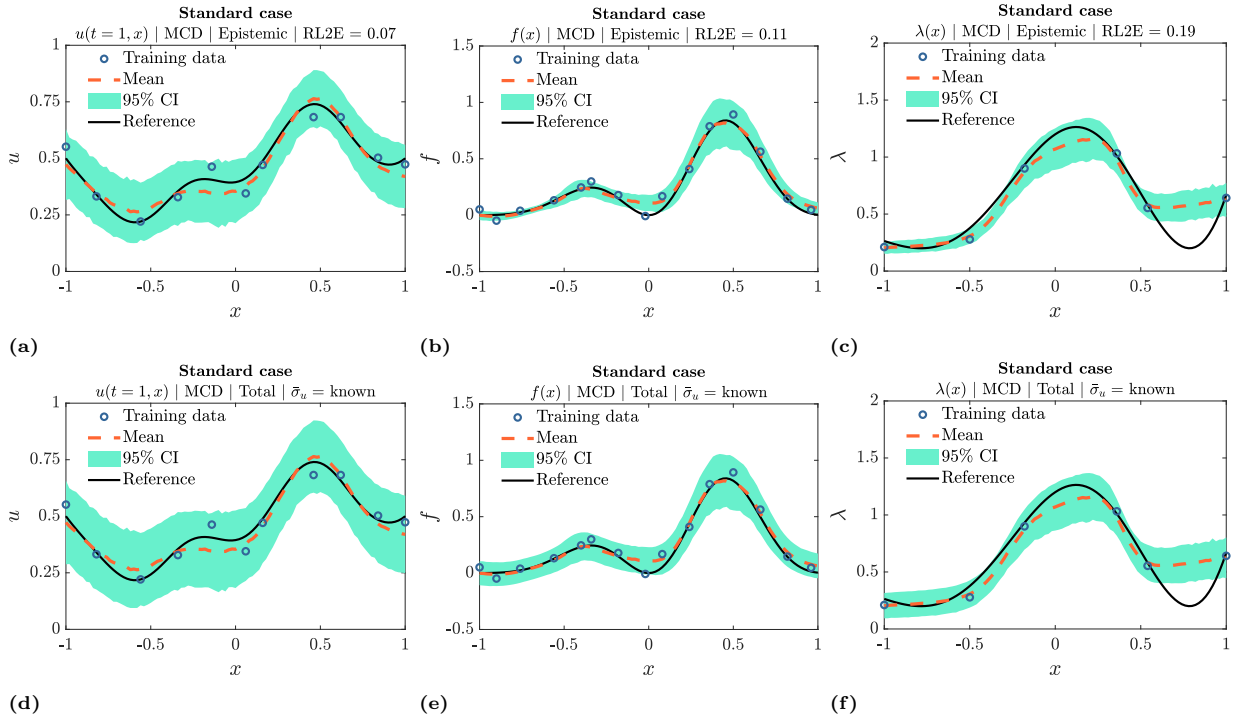 Standard case
u(t = 1, x) | MCD | Epistemic | RL2E = 0.07
Training data
Mean
95% CI
Reference
1
0.75
0.5
0.25
0
u
-1
-0.5
0
0.5
1
x
(a)
Standard case
f(x) | MCD | Epistemic | RL2E = 0.11
Training data
Mean
95% CI
Reference
1.5
1
0.5
0
-0.5
f
-1
-0.5
0
0.5
1
x
(b)
Standard case
λ(x) | MCD | Epistemic | RL2E = 0.19
Training data
Mean
95% CI
Reference
2
1.5
1
0.5
0
λ
-1
-0.5
0
0.5
1
x
(c)
Standard case
u(t = 1, x) | MCD | Total | σ̄ᵤ = known
Training data
Mean
95% CI
Reference
1
0.75
0.5
0.25
0
u
-1
-0.5
0
0.5
1
x
(d)
Standard case
f(x) | MCD | Total | σ̄ᵤ = known
Training data
Mean
95% CI
Reference
1.5
1
0.5
0
-0.5
f
-1
-0.5
0
0.5
1
x
(e)
Standard case
λ(x) | MCD | Total | σ̄ᵤ = known
Training data
Mean
95% CI
Reference
2
1.5
1
0.5
0
λ
-1
-0.5
0
0.5
1
x
(f)